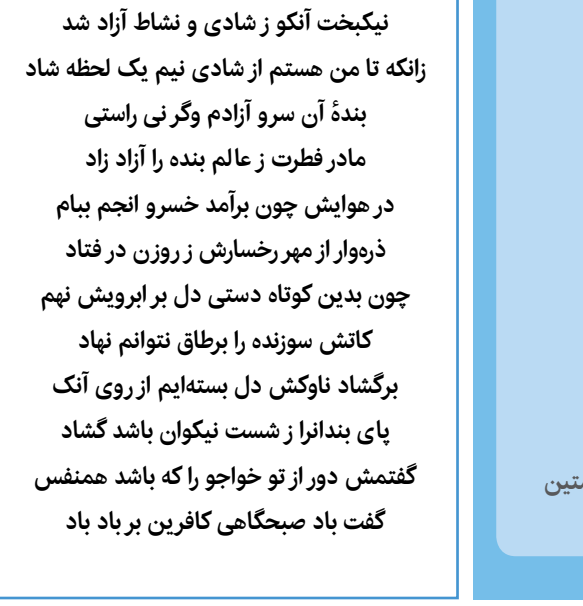 نیکبخت آنکو ز شادی و نشاط آزاد شد
زانکه تا من هستم از شادی نیم یک لحظه شاد
بندهٔ آن سرو آزادم وگر نی راستی
مادر فطرت ز عالم بنده را آزاد زاد
در هوایش چون برآمد خسرو انجم ببام
ذره‌وار از مهر رخسارش ز روزن در فتاد
چون بدین کوتاه دستی دل بر ابرویش نهم
کاتش سوزنده را برطاق نتوانم نهاد
برگشاد ناوکش دل بسته‌ایم از روی آنک
پای بندانرا ز شست نیکوان باشد گشاد
گفتمش دور از تو خواجو را که باشد همنفس
گفت باد صبحگاهی کافرین بر باد باد